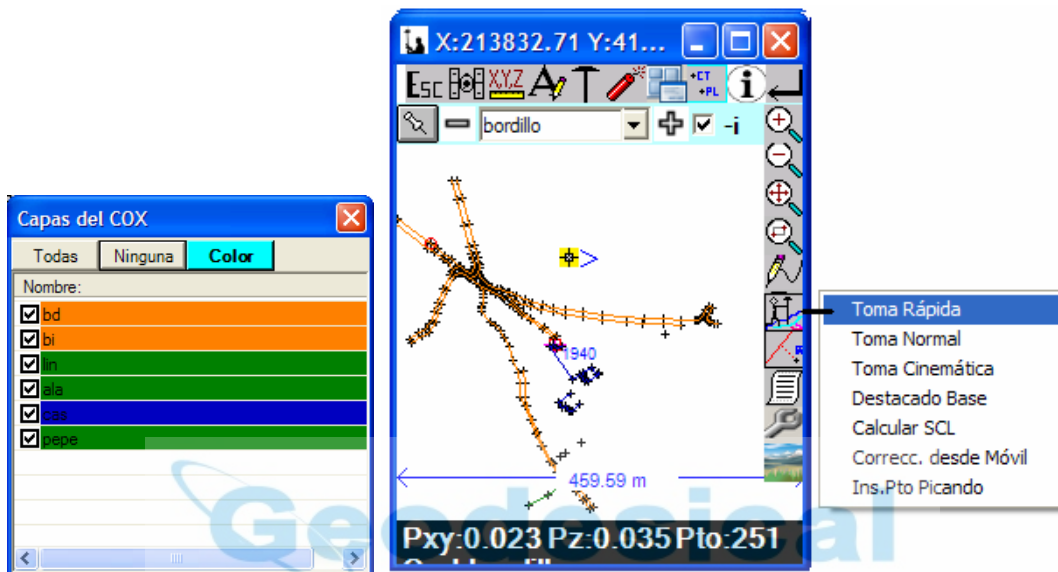 X:213832.71 Y:41...
ESC
X,Y,Z
+CT
+PL
bordillo
-i
1940
459.59 m
Pxy:0.023 Pz:0.035 Pto:251
Capas del COX
Todas Ninguna Color
Nombre:
bd
bi
lin
ala
cas
pepe
Toma Rápida
Toma Normal
Toma Cinemática
Destacado Base
Calcular SCL
Correcc. desde Móvil
Ins.Pto Picando
Geodesical